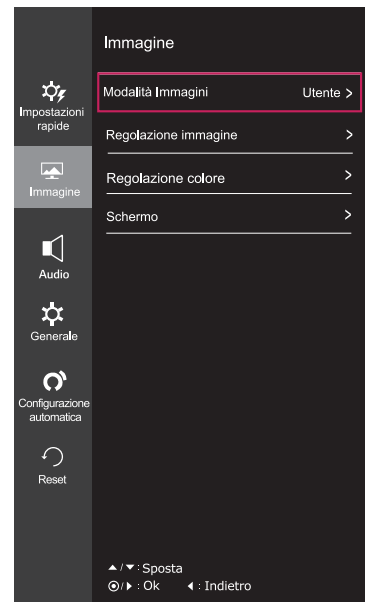 Immagine
Impostazioni
rapide
Immagine
Audio
Generale
Configurazione
automatica
Reset
Modalità Immagini Utente >
Regolazione immagine >
Regolazione colore >
Schermo >
▲/▼:Sposta
◉/▶ : Ok ◀ : Indietro